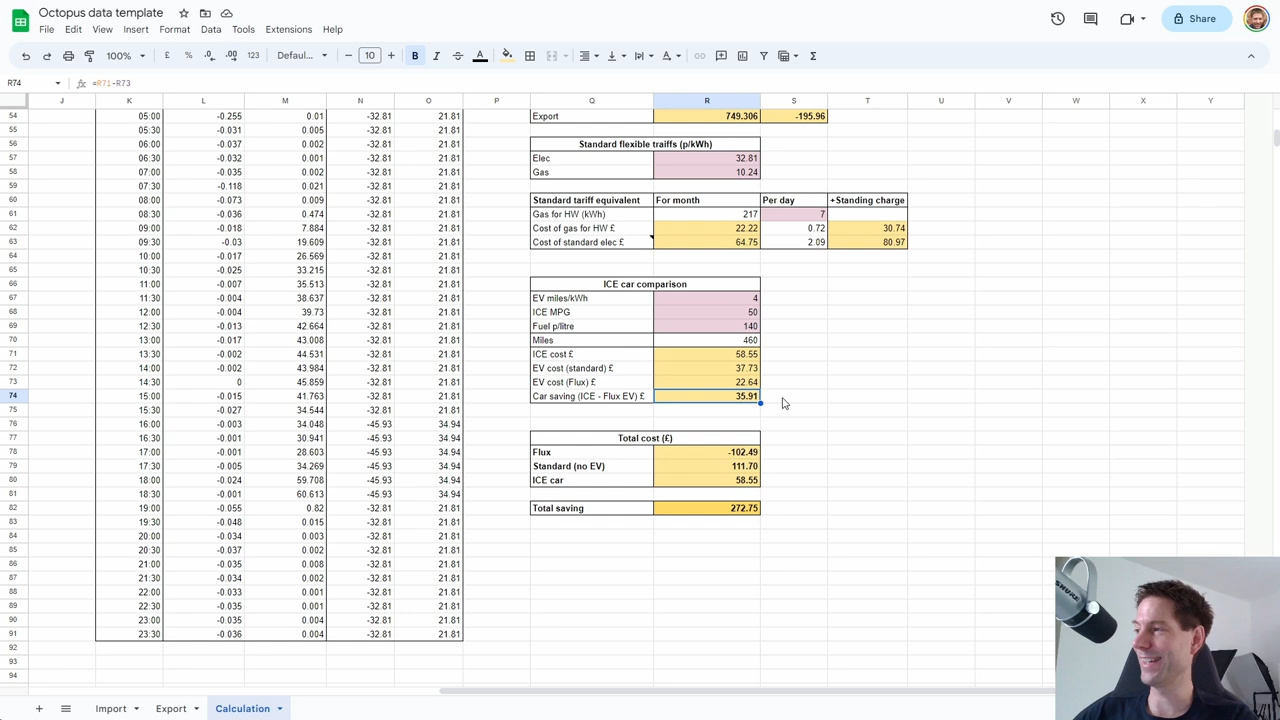 Octopus data template
File Edit View Insert Format Data Tools Extensions Help
Share
100% £ % .0 .00 123 Defaul... − 10 + B I A
R74 fx =R71-R73
J K L M N O P Q R S T U V W X Y
54 05:00 -0.255 0.01 -32.81 21.81 Export 749.306 -195.96
55 05:30 -0.031 0.005 -32.81 21.81
56 06:00 -0.037 0.002 -32.81 21.81 Standard flexible traiffs (p/kWh)
57 06:30 -0.032 0.001 -32.81 21.81 Elec 32.81
58 07:00 -0.035 0.002 -32.81 21.81 Gas 10.24
59 07:30 -0.118 0.021 -32.81 21.81
60 08:00 -0.073 0.009 -32.81 21.81 Standard tariff equivalent For month Per day +Standing charge
61 08:30 -0.036 0.474 -32.81 21.81 Gas for HW (kWh) 217 7
62 09:00 -0.018 7.884 -32.81 21.81 Cost of gas for HW £ 22.22 0.72 30.74
63 09:30 -0.03 19.609 -32.81 21.81 Cost of standard elec £ 64.75 2.09 80.97
64 10:00 -0.017 26.569 -32.81 21.81
65 10:30 -0.025 33.215 -32.81 21.81
66 11:00 -0.007 35.513 -32.81 21.81 ICE car comparison
67 11:30 -0.004 38.637 -32.81 21.81 EV miles/kWh 4
68 12:00 -0.004 39.73 -32.81 21.81 ICE MPG 50
69 12:30 -0.013 42.664 -32.81 21.81 Fuel p/litre 140
70 13:00 -0.017 43.008 -32.81 21.81 Miles 460
71 13:30 -0.002 44.531 -32.81 21.81 ICE cost £ 58.55
72 14:00 -0.002 43.984 -32.81 21.81 EV cost (standard) £ 37.73
73 14:30 0 45.859 -32.81 21.81 EV cost (Flux) £ 22.64
74 15:00 -0.015 41.763 -32.81 21.81 Car saving (ICE - Flux EV) £ 35.91
75 15:30 -0.027 34.544 -32.81 21.81
76 16:00 -0.003 34.048 -45.93 34.94
77 16:30 -0.001 30.941 -45.93 34.94 Total cost (£)
78 17:00 -0.001 28.603 -45.93 34.94 Flux -102.49
79 17:30 -0.005 34.269 -45.93 34.94 Standard (no EV) 111.70
80 18:00 -0.024 59.708 -45.93 34.94 ICE car 58.55
81 18:30 -0.001 60.613 -45.93 34.94
82 19:00 -0.055 0.82 -32.81 21.81 Total saving 272.75
83 19:30 -0.048 0.015 -32.81 21.81
84 20:00 -0.034 0.003 -32.81 21.81
85 20:30 -0.037 0.002 -32.81 21.81
86 21:00 -0.035 0.008 -32.81 21.81
87 21:30 -0.034 0.002 -32.81 21.81
88 22:00 -0.033 0.001 -32.81 21.81
89 22:30 -0.035 0.001 -32.81 21.81
90 23:00 -0.035 0.004 -32.81 21.81
91 23:30 -0.036 0.004 -32.81 21.81
92
93
94
+ Import Export Calculation
SHURE